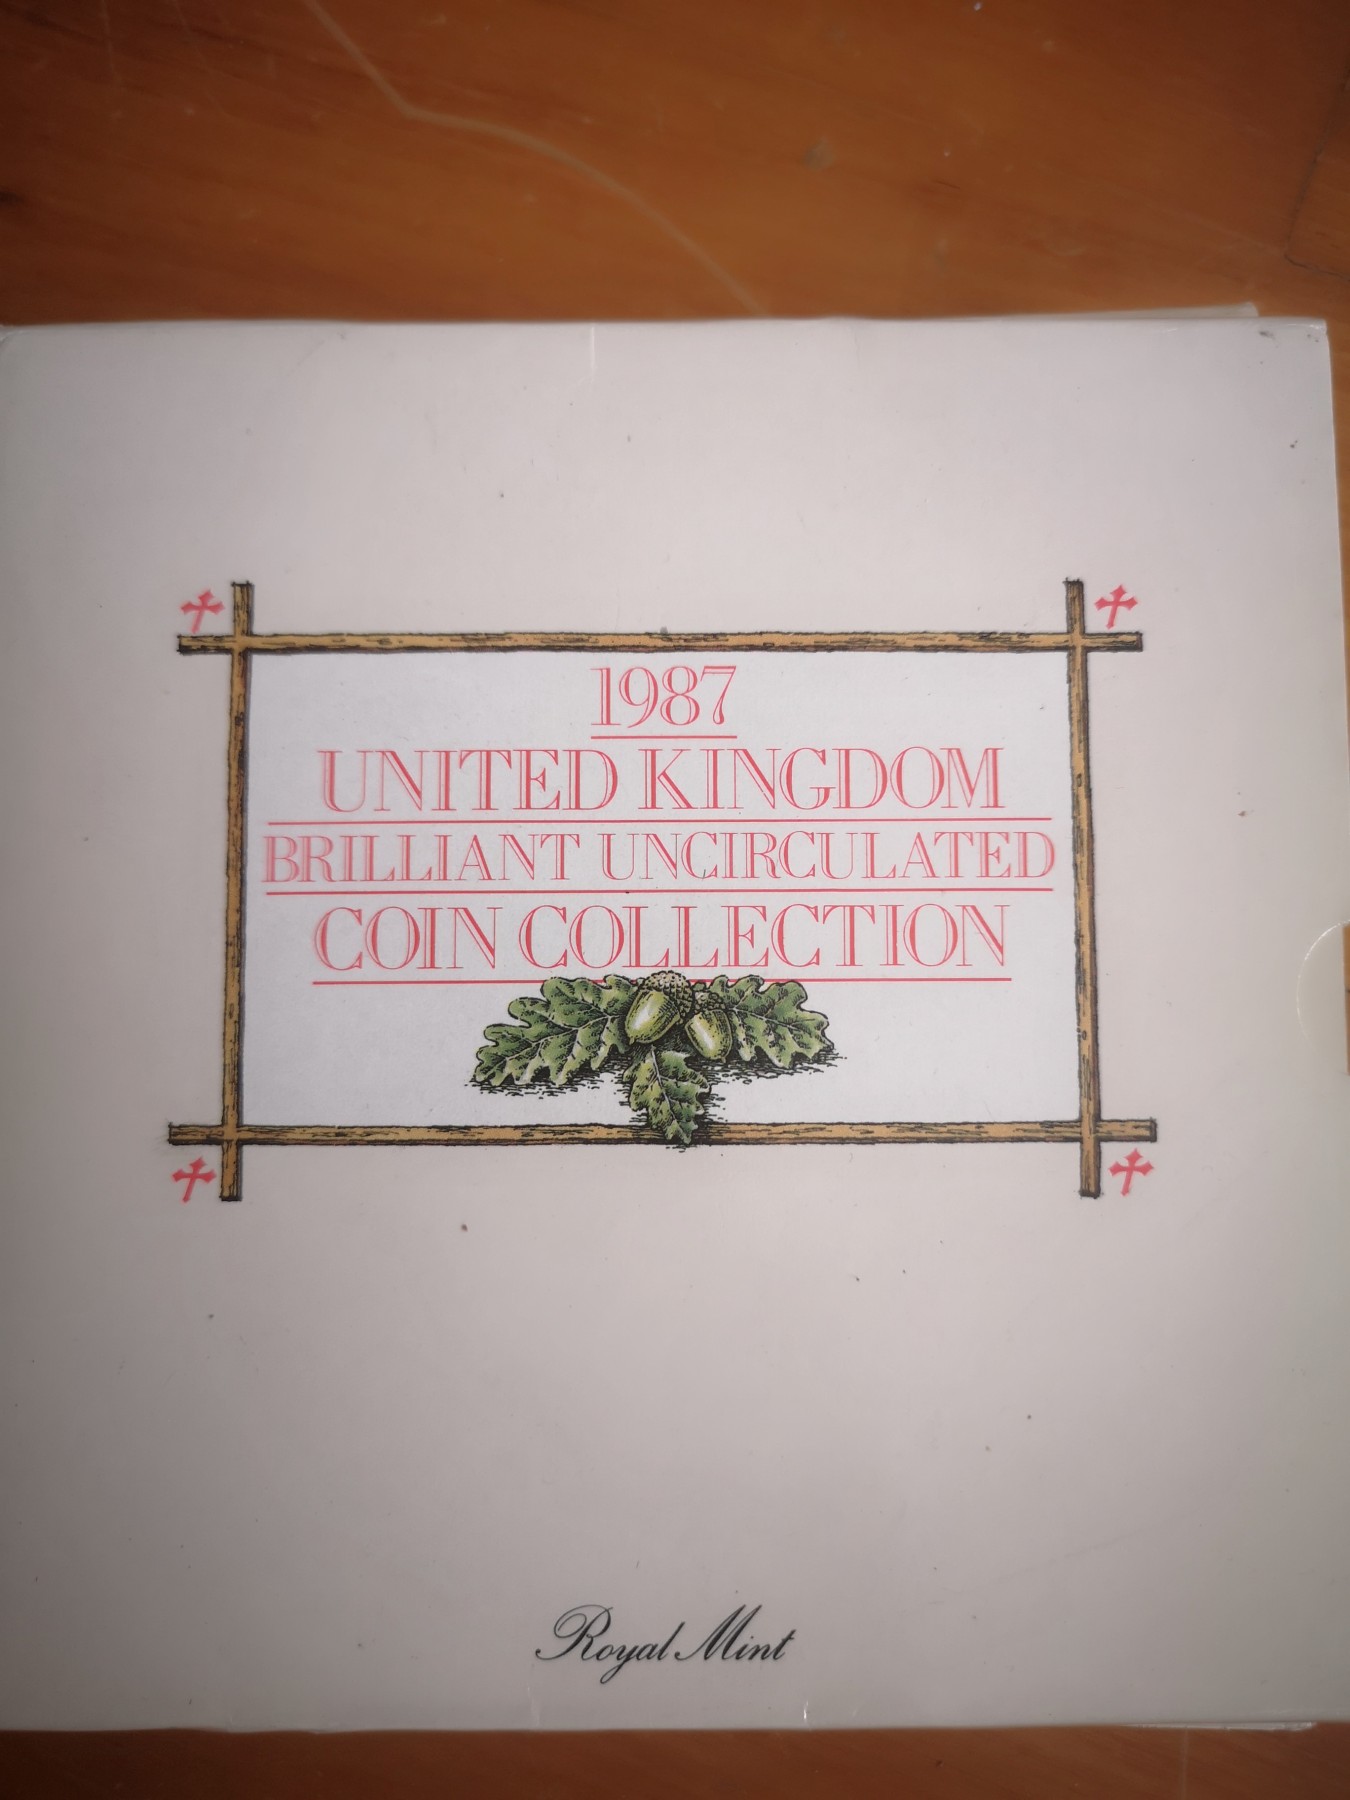 1987
UNITED KINGDOM
BRILLIANT UNCIRCULATED
COIN COLLECTION
Royal Mint